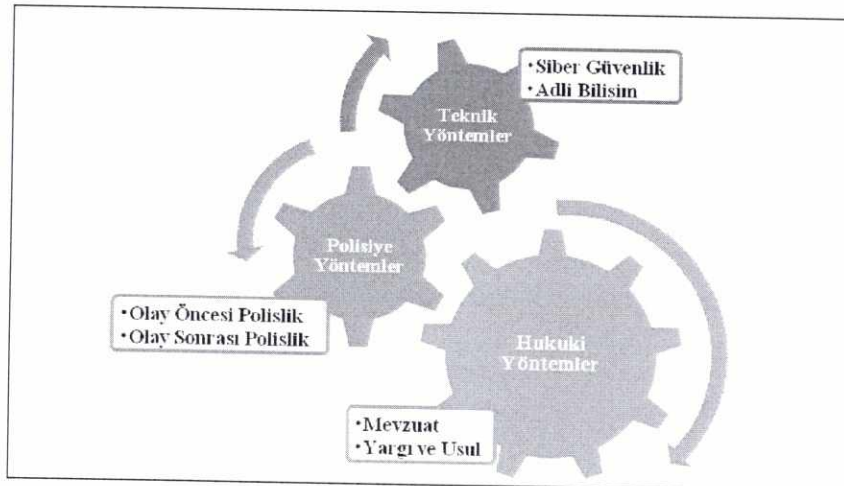 •Siber Güvenlik
•Adli Bilişim
Teknik
Yöntemler
Polisiye
Yöntemler
•Olay Öncesi Polislik
•Olay Sonrası Polislik
Hukuki
Yöntemler
•Mevzuat
•Yargı ve Usul